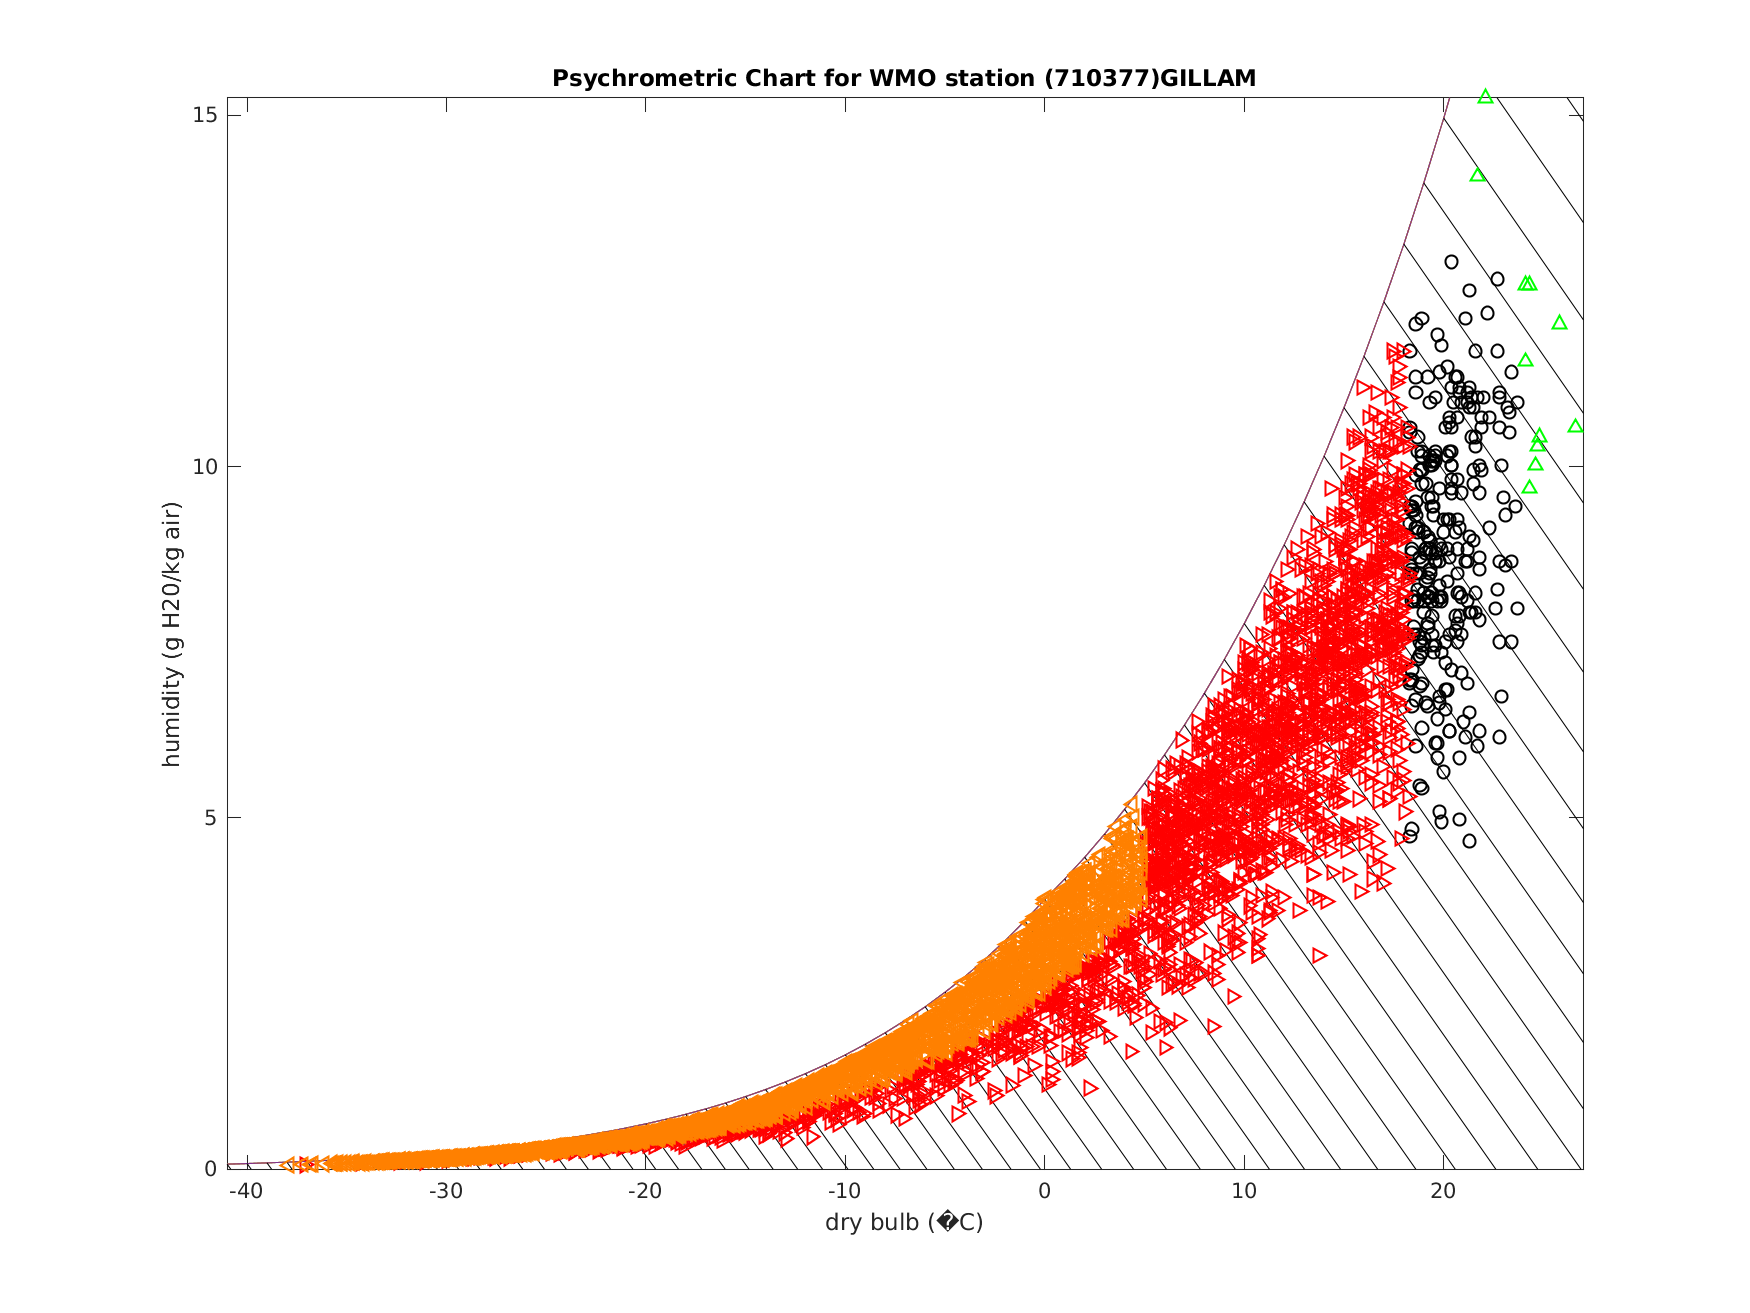 Psychrometric Chart for WMO station (710377)GILLAM
15
10
5
0
humidity (g H20/kg air)
-40 -30 -20 -10 0 10 20
dry bulb (�C)